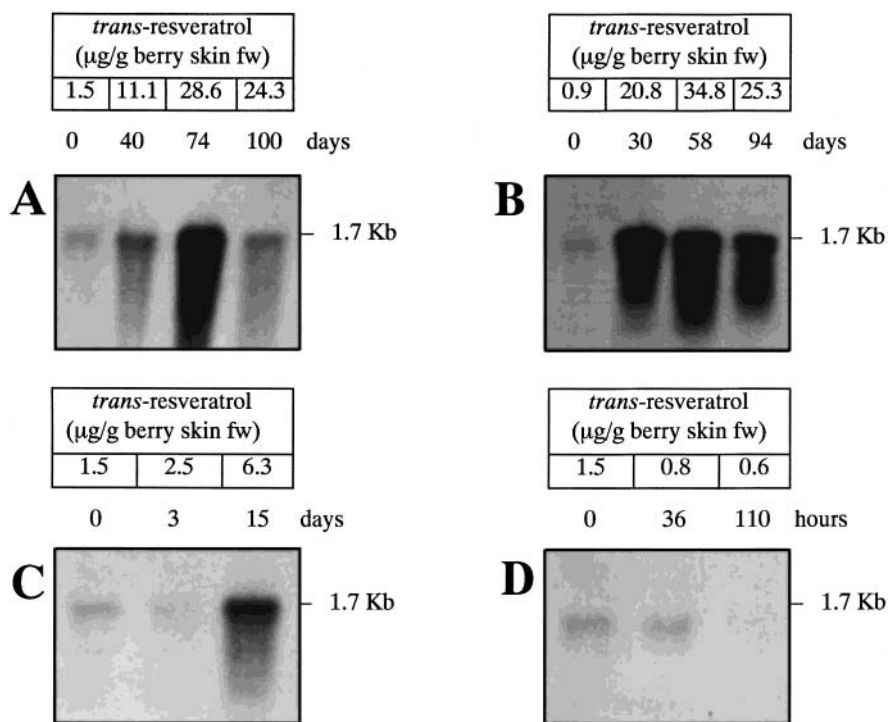 trans-resveratrol
(µg/g berry skin fw)
1.5 11.1 28.6 24.3
0 40 74 100 days
A
1.7 Kb
trans-resveratrol
(µg/g berry skin fw)
0.9 20.8 34.8 25.3
0 30 58 94 days
B
1.7 Kb
trans-resveratrol
(µg/g berry skin fw)
1.5 2.5 6.3
0 3 15 days
C
1.7 Kb
trans-resveratrol
(µg/g berry skin fw)
1.5 0.8 0.6
0 36 110 hours
D
1.7 Kb